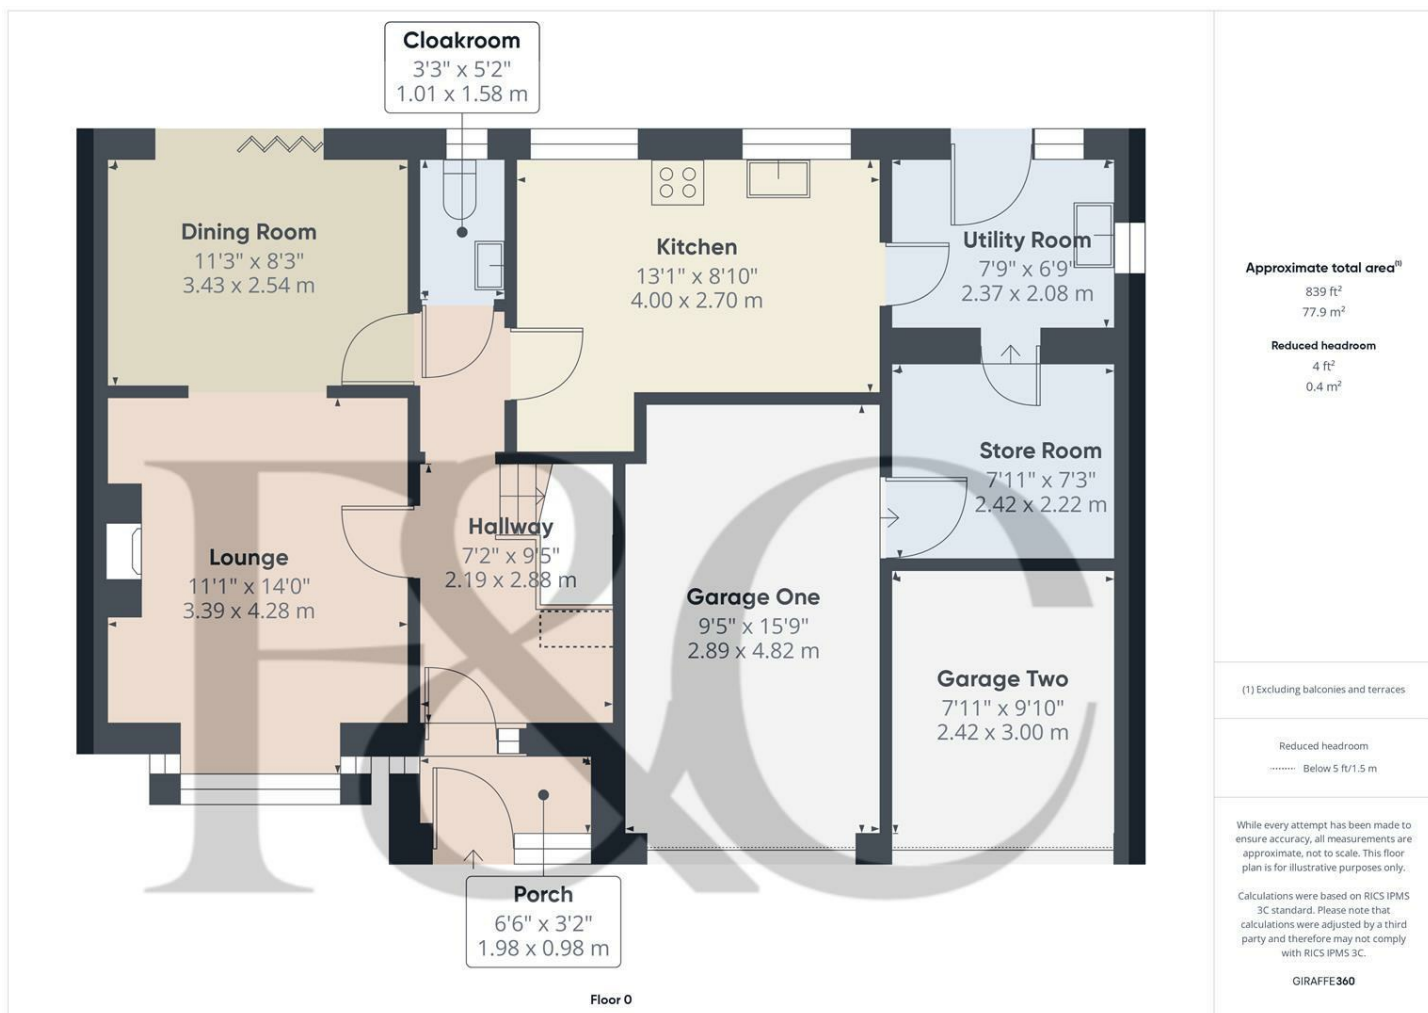 Cloakroom
3'3" x 5'2"
1.01 x 1.58 m
Dining Room
11'3" x 8'3"
3.43 x 2.54 m
Kitchen
13'1" x 8'10"
4.00 x 2.70 m
Utility Room
7'9" x 6'9"
2.37 x 2.08 m
Store Room
7'11" x 7'3"
2.42 x 2.22 m
Hallway
7'2" x 9'5"
2.19 x 2.88 m
Lounge
11'1" x 14'0"
3.39 x 4.28 m
Garage One
9'5" x 15'9"
2.89 x 4.82 m
Garage Two
7'11" x 9'10"
2.42 x 3.00 m
F&C
Porch
6'6" x 3'2"
1.98 x 0.98 m
Floor 0
Approximate total area(1)
839 ft²
77.9 m²
Reduced headroom
4 ft²
0.4 m²
(1) Excluding balconies and terraces
Reduced headroom
Below 5 ft/1.5 m
While every attempt has been made to
ensure accuracy, all measurements are
approximate, not to scale. This floor
plan is for illustrative purposes only.
Calculations were based on RICS IPMS
3C standard. Please note that
calculations were adjusted by a third
party and therefore may not comply
with RICS IPMS 3C.
GIRAFFE360